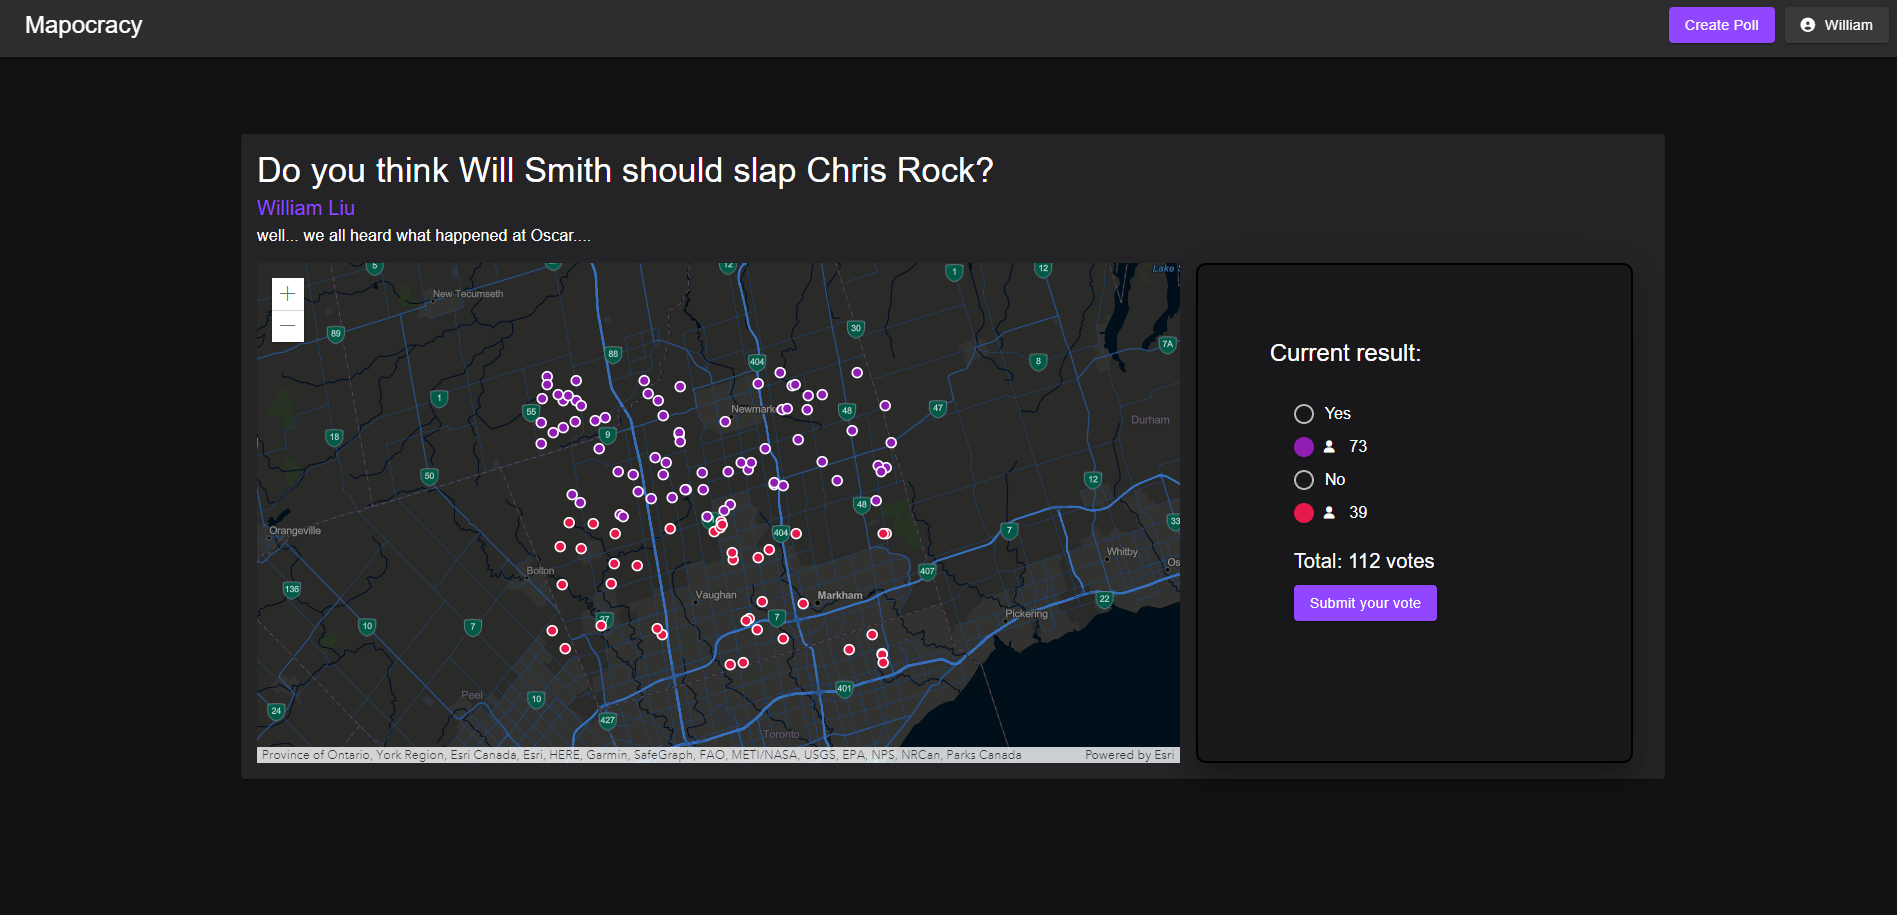 Mapocracy
Create Poll
William
Do you think Will Smith should slap Chris Rock?
William Liu
well... we all heard what happened at Oscar....
5
12
1
12
Lake
New Tecumseth
89
88
404
30
8
7A
1
55
Newmark
48
47
Durham
18
9
50
12
48
33
Orangeville
404
7
Whitby
Os
Bolton
407
138
Vaughan
Markham
22
Pickering
10
7
27
7
Peel
10
401
24
427
Toronto
Province of Ontario, York Region, Esri Canada, Esri, HERE, Garmin, SafeGraph, FAO, METI/NASA, USGS, EPA, NPS, NRCan, Parks Canada
Powered by Esri
Current result:
Yes
73
No
39
Total: 112 votes
Submit your vote